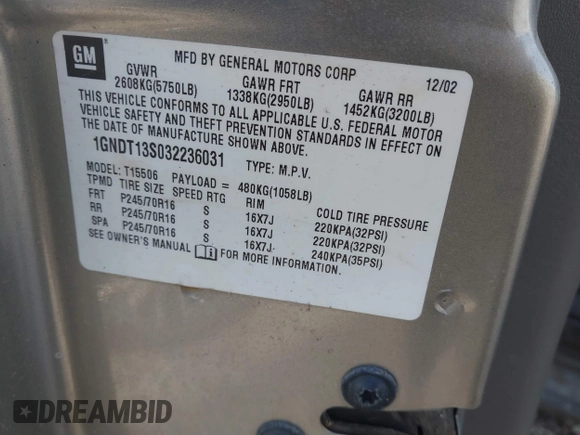 GM
MFD BY GENERAL MOTORS CORP 12/02
GVWR GAWR FRT GAWR RR
2608KG(5750LB) 1338KG(2950LB) 1452KG(3200LB)
THIS VEHICLE CONFORMS TO ALL APPLICABLE U.S. FEDERAL MOTOR
VEHICLE SAFETY AND THEFT PREVENTION STANDARDS IN EFFECT ON
THE DATE OF MANUFACTURE SHOWN ABOVE.
1GNDT13S032236031 TYPE: M.P.V.
MODEL: T15506 PAYLOAD = 480KG(1058LB)
TPMD TIRE SIZE SPEED RTG RIM COLD TIRE PRESSURE
FRT P245/70R16 S 16X7J 220KPA(32PSI)
RR P245/70R16 S 16X7J 220KPA(32PSI)
SPA P245/70R16 S 16X7J 240KPA(35PSI)
SEE OWNER'S MANUAL FOR MORE INFORMATION.
DREAMBID